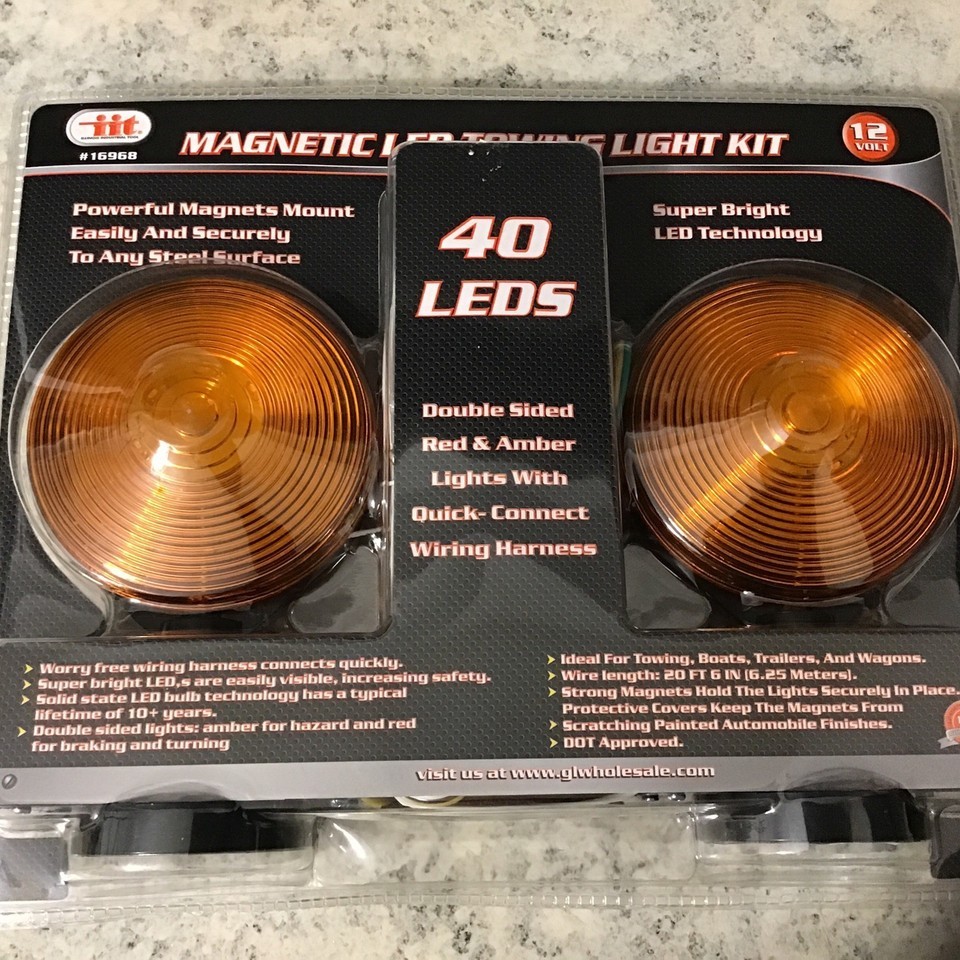 iit
#16968
MAGNETIC LED TOWING LIGHT KIT
12
VOLT
Powerful Magnets Mount
Easily And Securely
To Any Steel Surface
40
LEDS
Super Bright
LED Technology
Double Sided
Red & Amber
Lights With
Quick- Connect
Wiring Harness
Worry free wiring harness connects quickly.
Super bright LED,s are easily visible, increasing safety.
Solid state LED bulb technology has a typical
lifetime of 10+ years.
Double sided lights: amber for hazard and red
for braking and turning
Ideal For Towing, Boats, Trailers, And Wagons.
Wire length: 20 FT 6 IN (6.25 Meters).
Strong Magnets Hold The Lights Securely In Place.
Protective Covers Keep The Magnets From
Scratching Painted Automobile Finishes.
DOT Approved.
visit us at www.glwholesale.com